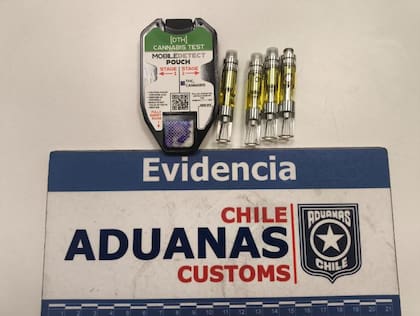 [DTH]
CANNABIS TEST
MOBILEDETECT
POUCH
STAGE 1
STAGE 2
THC
CANNABIS
Evidencia
CHILE
ADUANAS
CUSTOMS
ADUANAS
CHILE